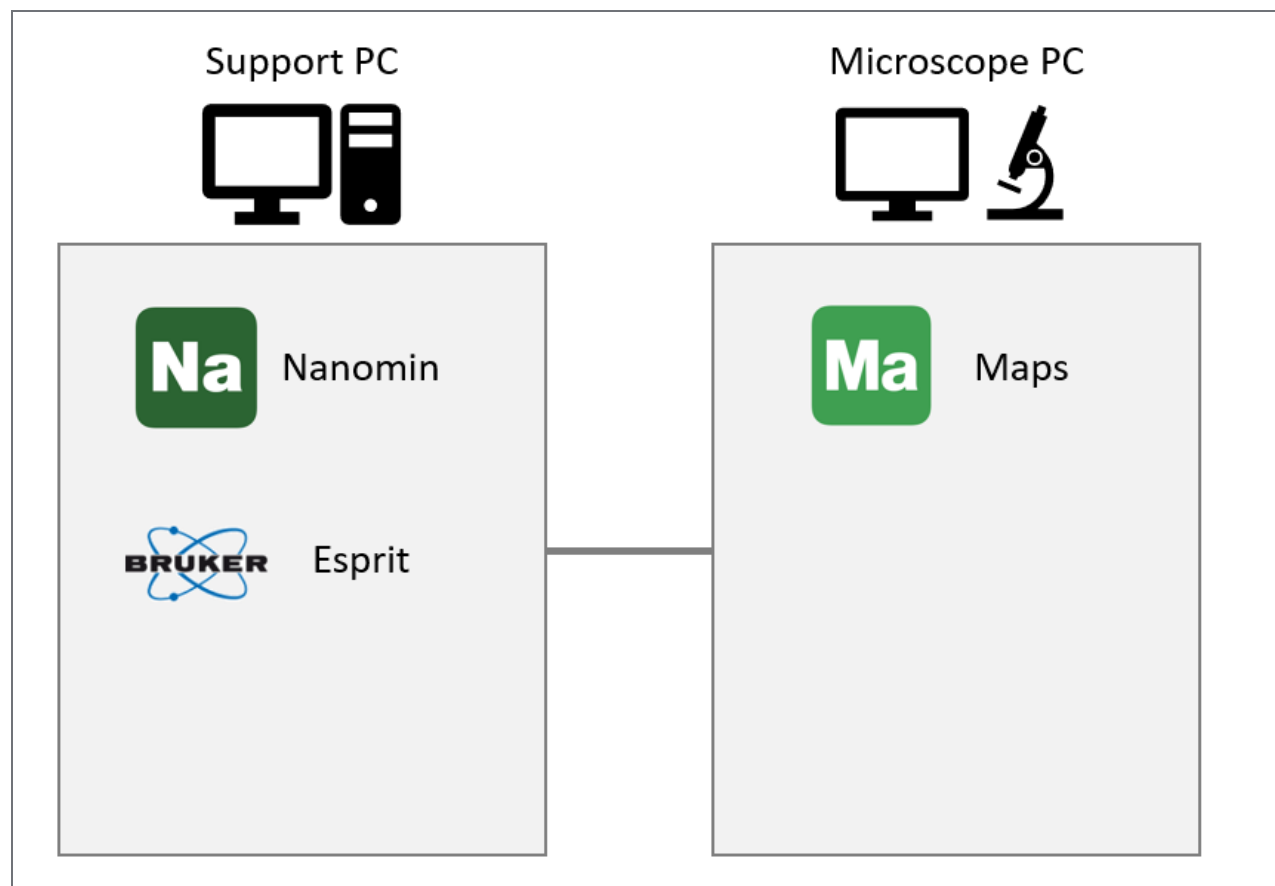 Support PC
Microscope PC
Na Nanomin
Ma Maps
BRUKER Esprit